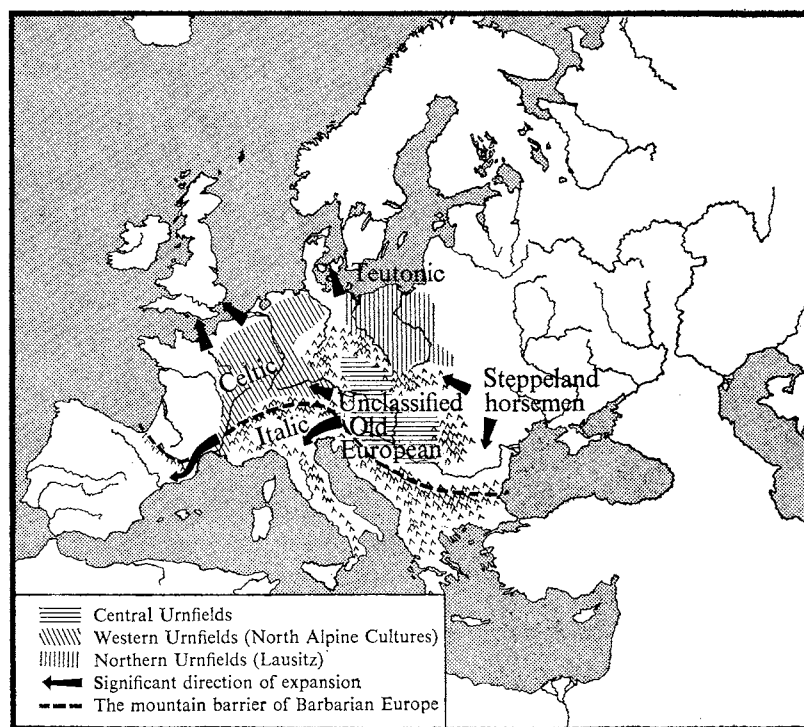 Teutonic
Steppeland
horsemen
Celtic
Unclassified
Italic
Old
European
Central Urnfields
Western Urnfields (North Alpine Cultures)
Northern Urnfields (Lausitz)
Significant direction of expansion
The mountain barrier of Barbarian Europe